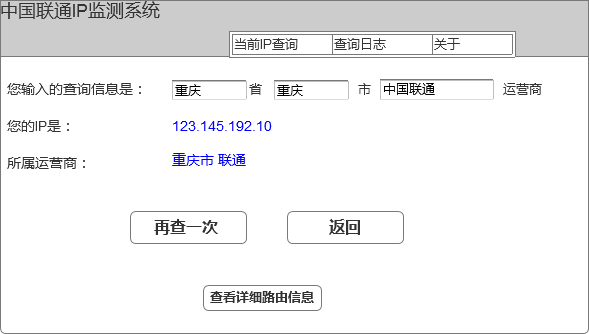 中国联通IP监测系统
当前IP查询 查询日志 关于
您输入的查询信息是： 重庆 省 重庆 市 中国联通 运营商
您的IP是： 123.145.192.10
所属运营商： 重庆市 联通
再查一次 返回
查看详细路由信息